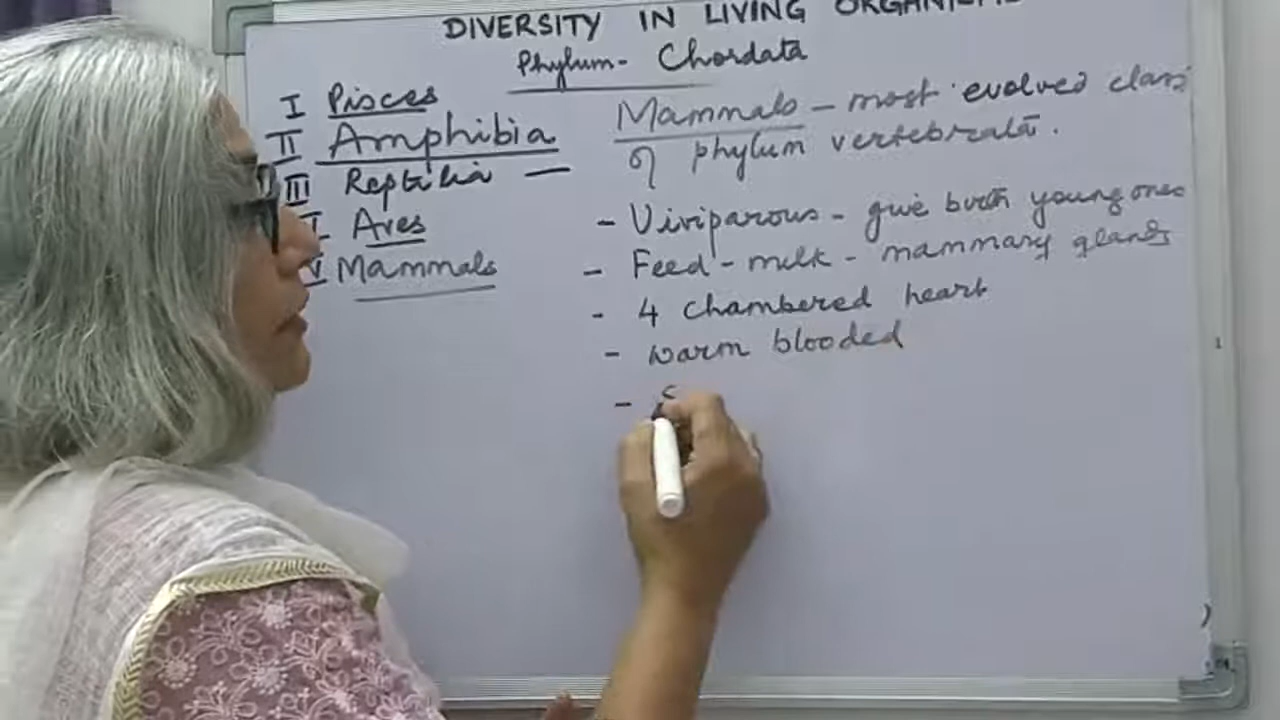 DIVERSITY IN LIVING ORGANISMS
Phylum- Chordata
I Pisces
II Amphibia
III Reptilia —
I Aves
V Mammals
Mammals - most evolved class
of phylum vertebrata.
- Viviparous - give birth young ones
- Feed - milk - mammary glands
- 4 chambered heart
- warm blooded
- S